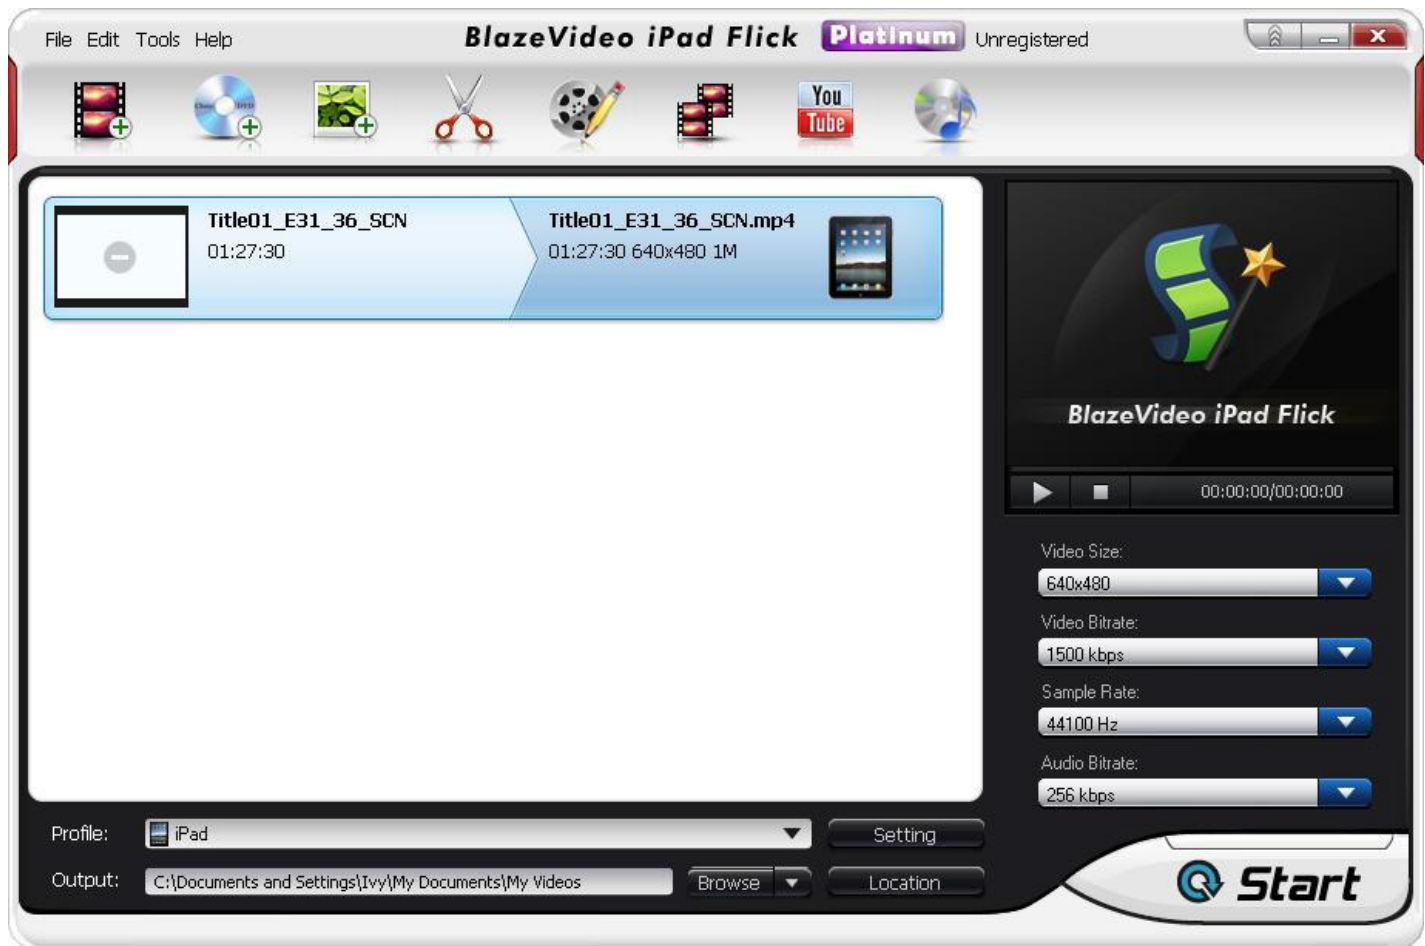 File Edit Tools Help
BlazeVideo iPad Flick Platinum Unregistered
You
Tube
Title01_E31_36_SCN
01:27:30
Title01_E31_36_SCN.mp4
01:27:30 640x480 1M
BlazeVideo iPad Flick
00:00:00/00:00:00
Video Size:
640x480
Video Bitrate:
1500 kbps
Sample Rate:
44100 Hz
Audio Bitrate:
256 kbps
Profile: iPad Setting
Output: C:\Documents and Settings\Ivy\My Documents\My Videos Browse Location
Start